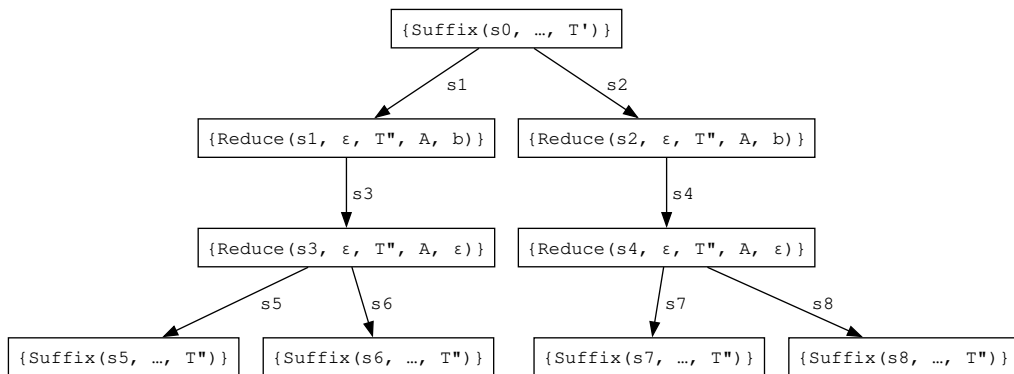 {Suffix(s0, …, T')}
s1 s2
{Reduce(s1, ε, T", A, b)} {Reduce(s2, ε, T", A, b)}
s3 s4
{Reduce(s3, ε, T", A, ε)} {Reduce(s4, ε, T", A, ε)}
s5 s6 s7 s8
{Suffix(s5, …, T")} {Suffix(s6, …, T")} {Suffix(s7, …, T")} {Suffix(s8, …, T")}